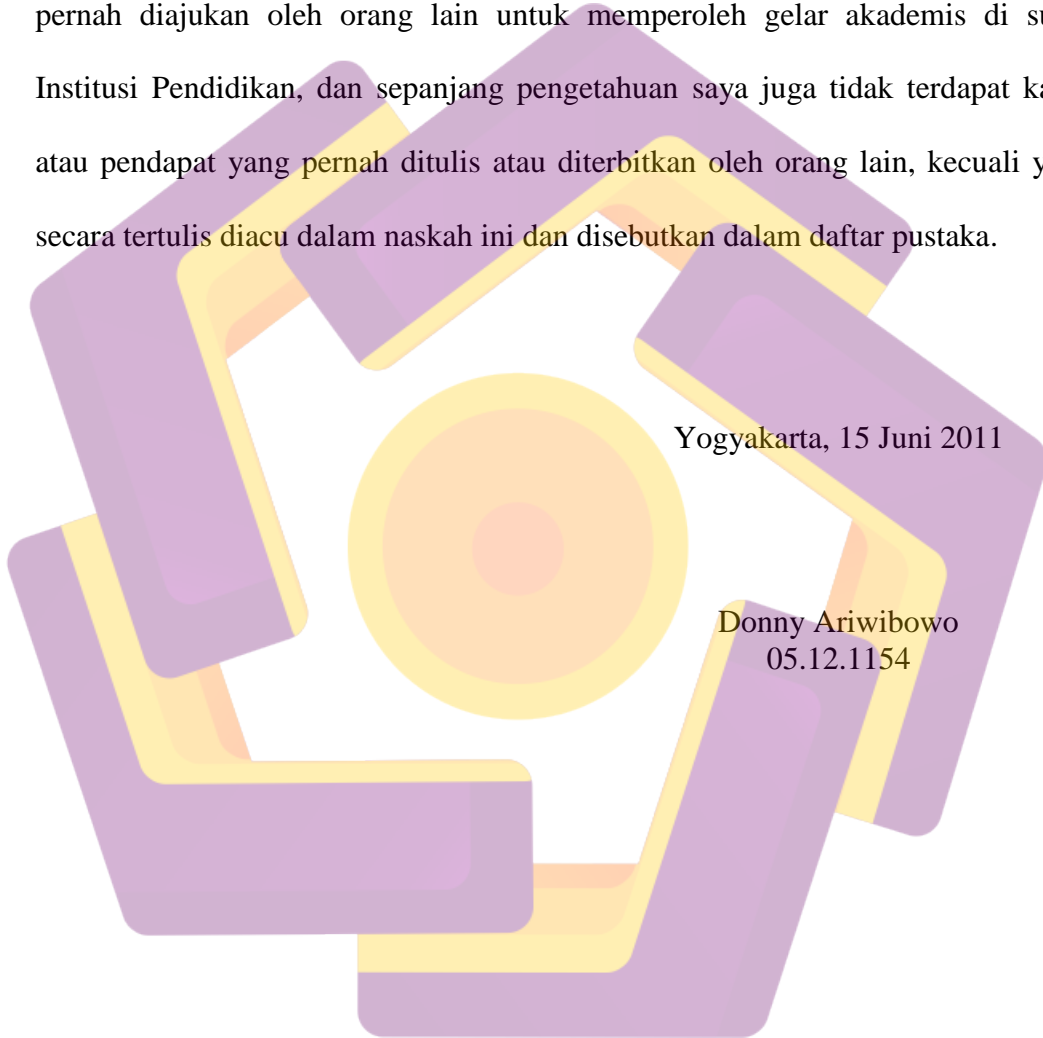 pernah diajukan oleh orang lain untuk memperoleh gelar akademis di
Institusi Pendidikan, dan sepanjang pengetahuan saya juga tidak terdapat
atau pendapat yang pernah ditulis atau diterbitkan oleh orang lain, kecuali
secara tertulis diacu dalam naskah ini dan disebutkan dalam daftar pustaka.
Yogyakarta, 15 Juni 2011
Donny Ariwibowo
05.12.1154